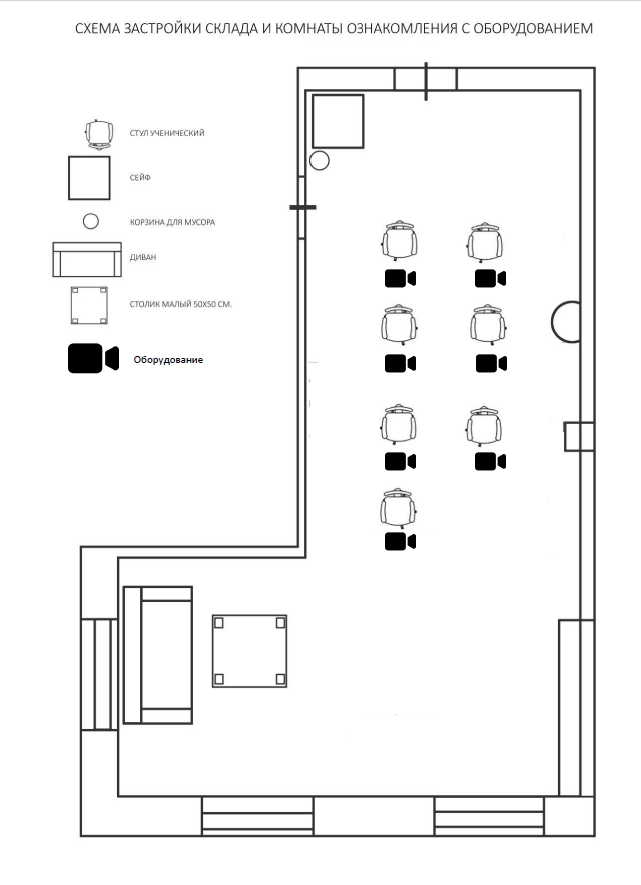 СХЕМА ЗАСТРОЙКИ СКЛАДА И КОМНАТЫ ОЗНАКОМЛЕНИЯ С ОБОРУДОВАНИЕМ
СТУЛ УЧЕНИЧЕСКИЙ
СЕЙФ
КОРЗИНА ДЛЯ МУСОРА
ДИВАН
СТОЛИК МАЛЫЙ 50Х50 СМ.
Оборудование